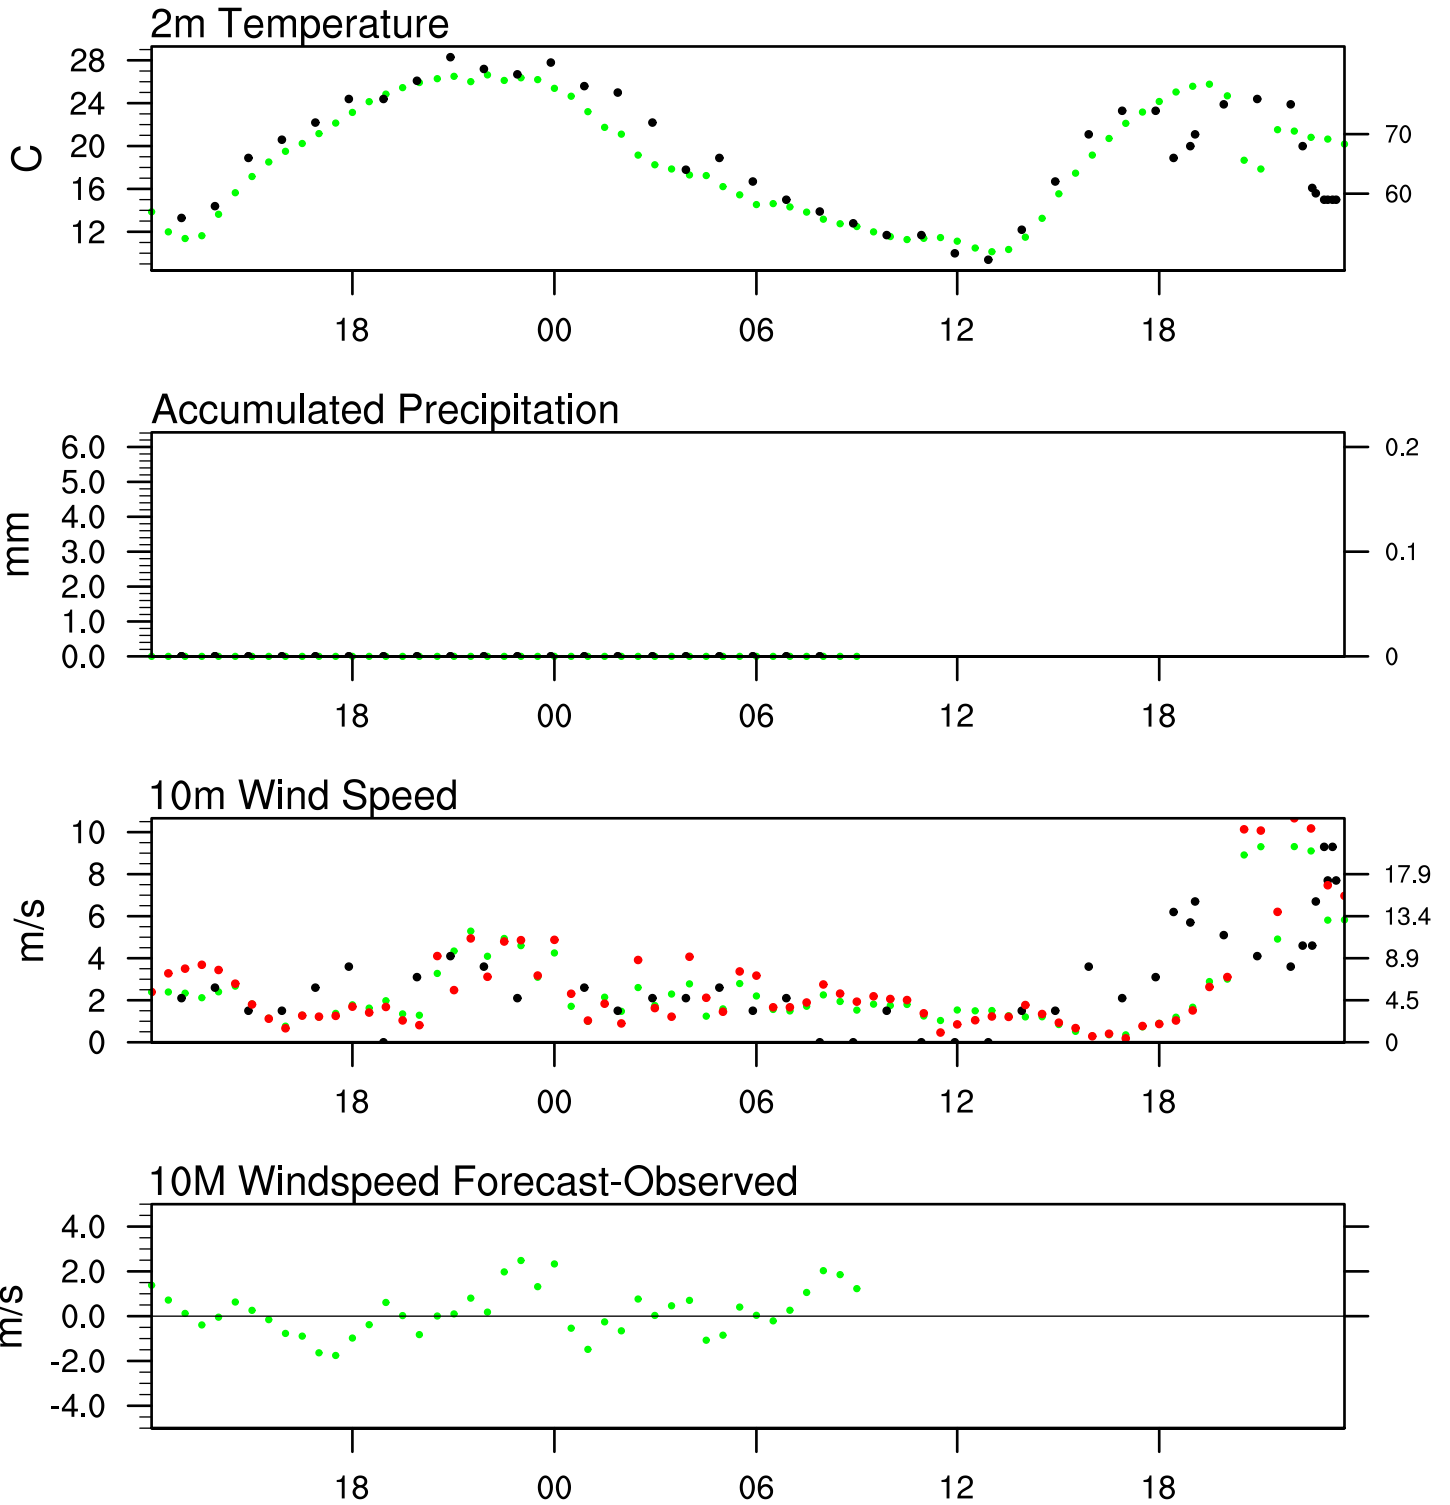 2m Temperature
28
24
20
16
12
C
70
60
18 00 06 12 18
Accumulated Precipitation
6.0
5.0
4.0
3.0
2.0
1.0
0.0
mm
0.2
0.1
0
18 00 06 12 18
10m Wind Speed
10
8
6
4
2
0
m/s
17.9
13.4
8.9
4.5
0
18 00 06 12 18
10M Windspeed Forecast-Observed
4.0
2.0
0.0
-2.0
-4.0
m/s
18 00 06 12 18